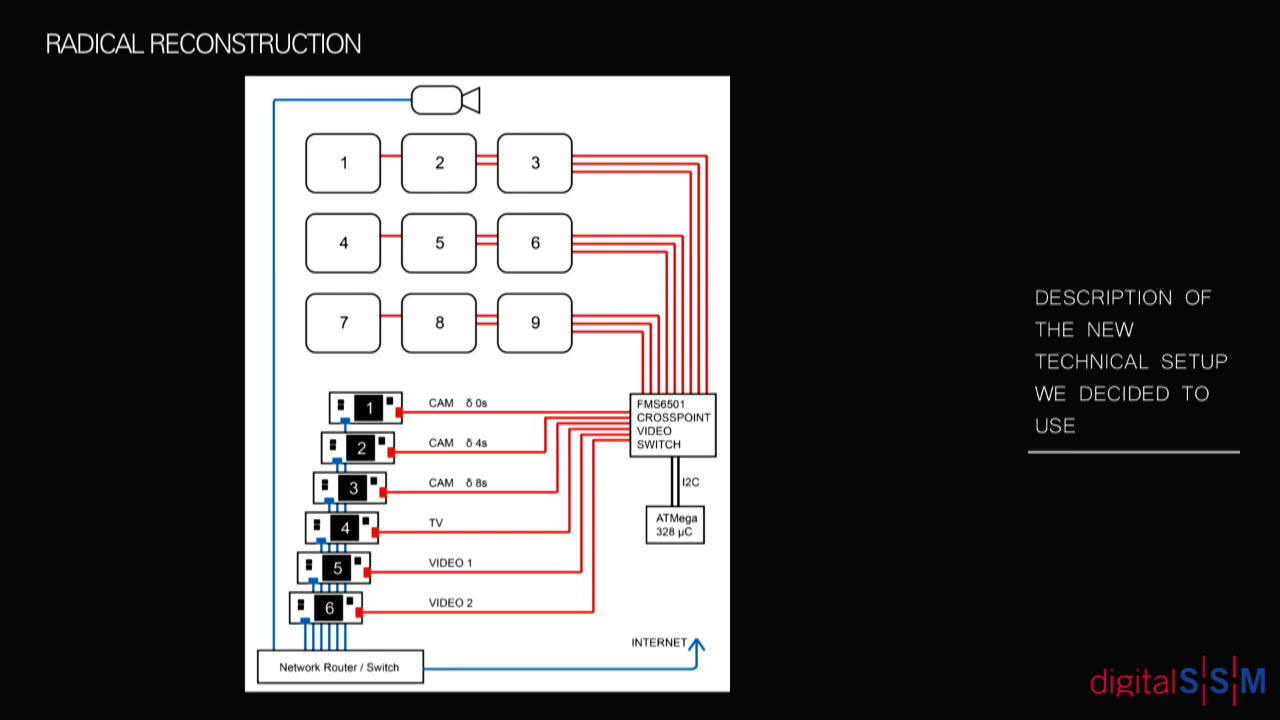 RADICAL RECONSTRUCTION
1
2
3
4
5
6
7
8
9
1
CAM δ 0s
2
CAM δ 4s
3
CAM δ 8s
4
TV
5
VIDEO 1
6
VIDEO 2
FMS6501
CROSSPOINT
VIDEO
SWITCH
I2C
ATMega
328 µC
INTERNET
Network Router / Switch
DESCRIPTION OF
THE NEW
TECHNICAL SETUP
WE DECIDED TO
USE
digitalS|S|M